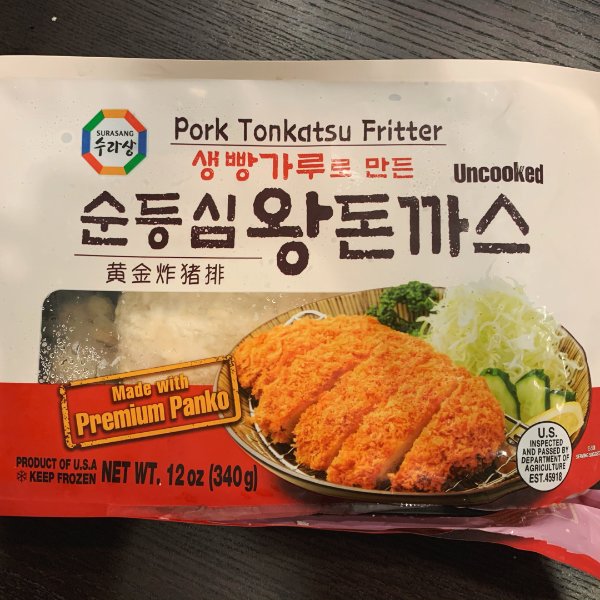 SURASANG
수라상
Pork Tonkatsu Fritter
생빵가루로 만든
Uncooked
순등심왕돈까스
黄金炸猪排
Made with
Premium Panko
PRODUCT OF U.S.A
KEEP FROZEN
NET WT. 12 oz (340g)
U.S.
INSPECTED
AND PASSED BY
DEPARTMENT OF
AGRICULTURE
EST.45918